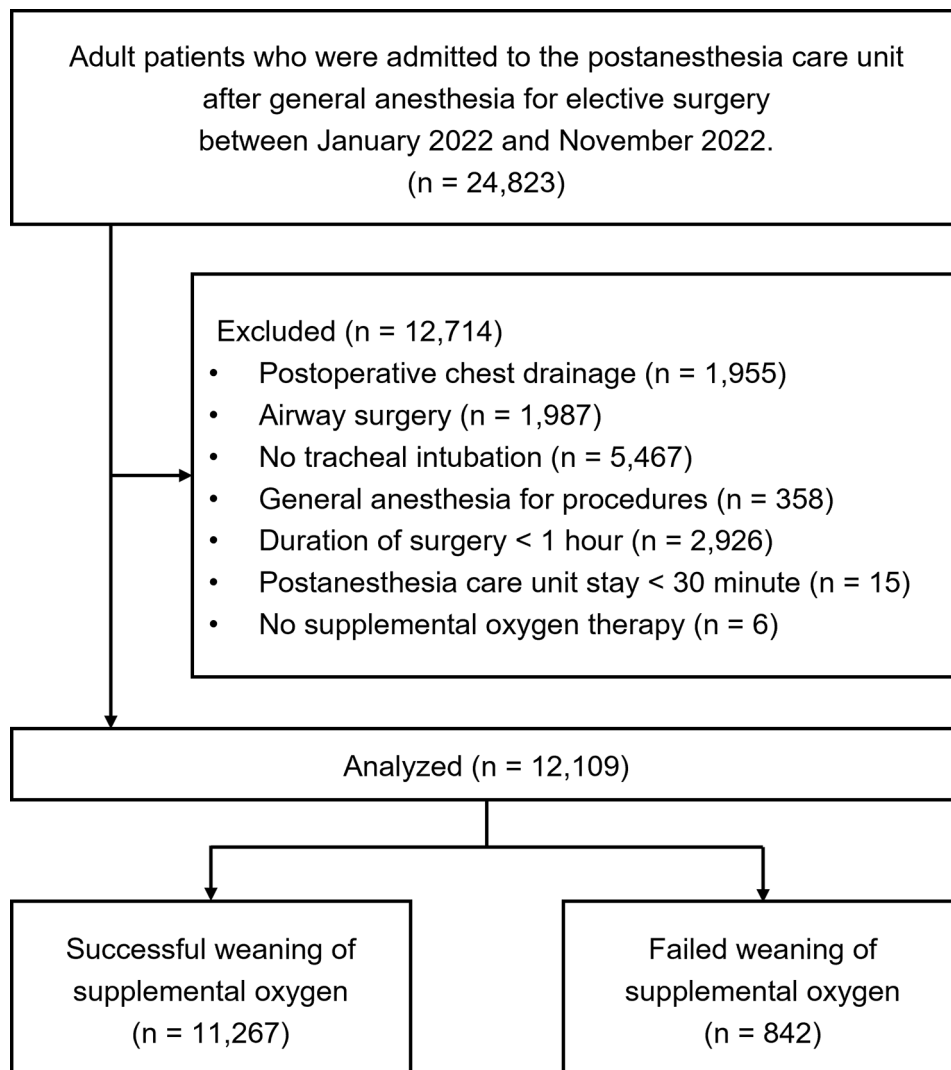 Adult patients who were admitted to the postanesthesia care unit
after general anesthesia for elective surgery
between January 2022 and November 2022.
(n = 24,823)
Excluded (n = 12,714)
• Postoperative chest drainage (n = 1,955)
• Airway surgery (n = 1,987)
• No tracheal intubation (n = 5,467)
• General anesthesia for procedures (n = 358)
• Duration of surgery < 1 hour (n = 2,926)
• Postanesthesia care unit stay < 30 minute (n = 15)
• No supplemental oxygen therapy (n = 6)
Analyzed (n = 12,109)
Successful weaning of
supplemental oxygen
(n = 11,267)
Failed weaning of
supplemental oxygen
(n = 842)